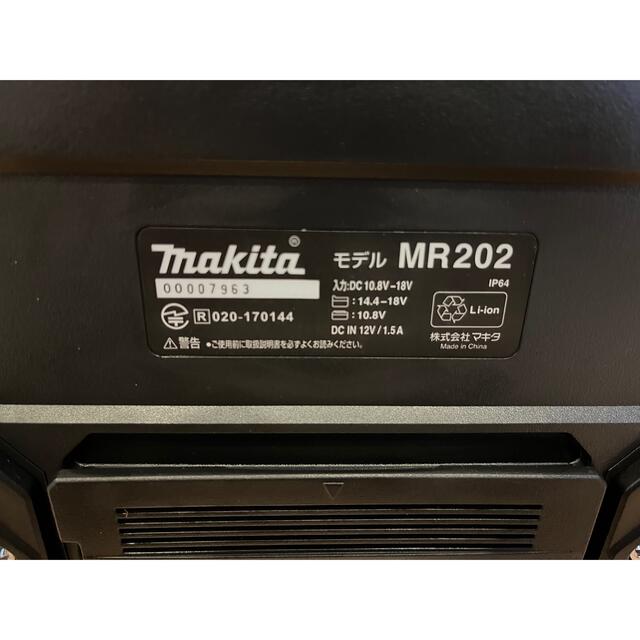 makita®
モデル MR202
00007963
入力:DC 10.8V-18V
IP64
:14.4-18V
:10.8V
Li-ion
R 020-170144
DC IN 12V/1.5A
株式会社 マキタ
Made in China
⚠警告 •ご使用前に取扱説明書を必ずよくお読みください。